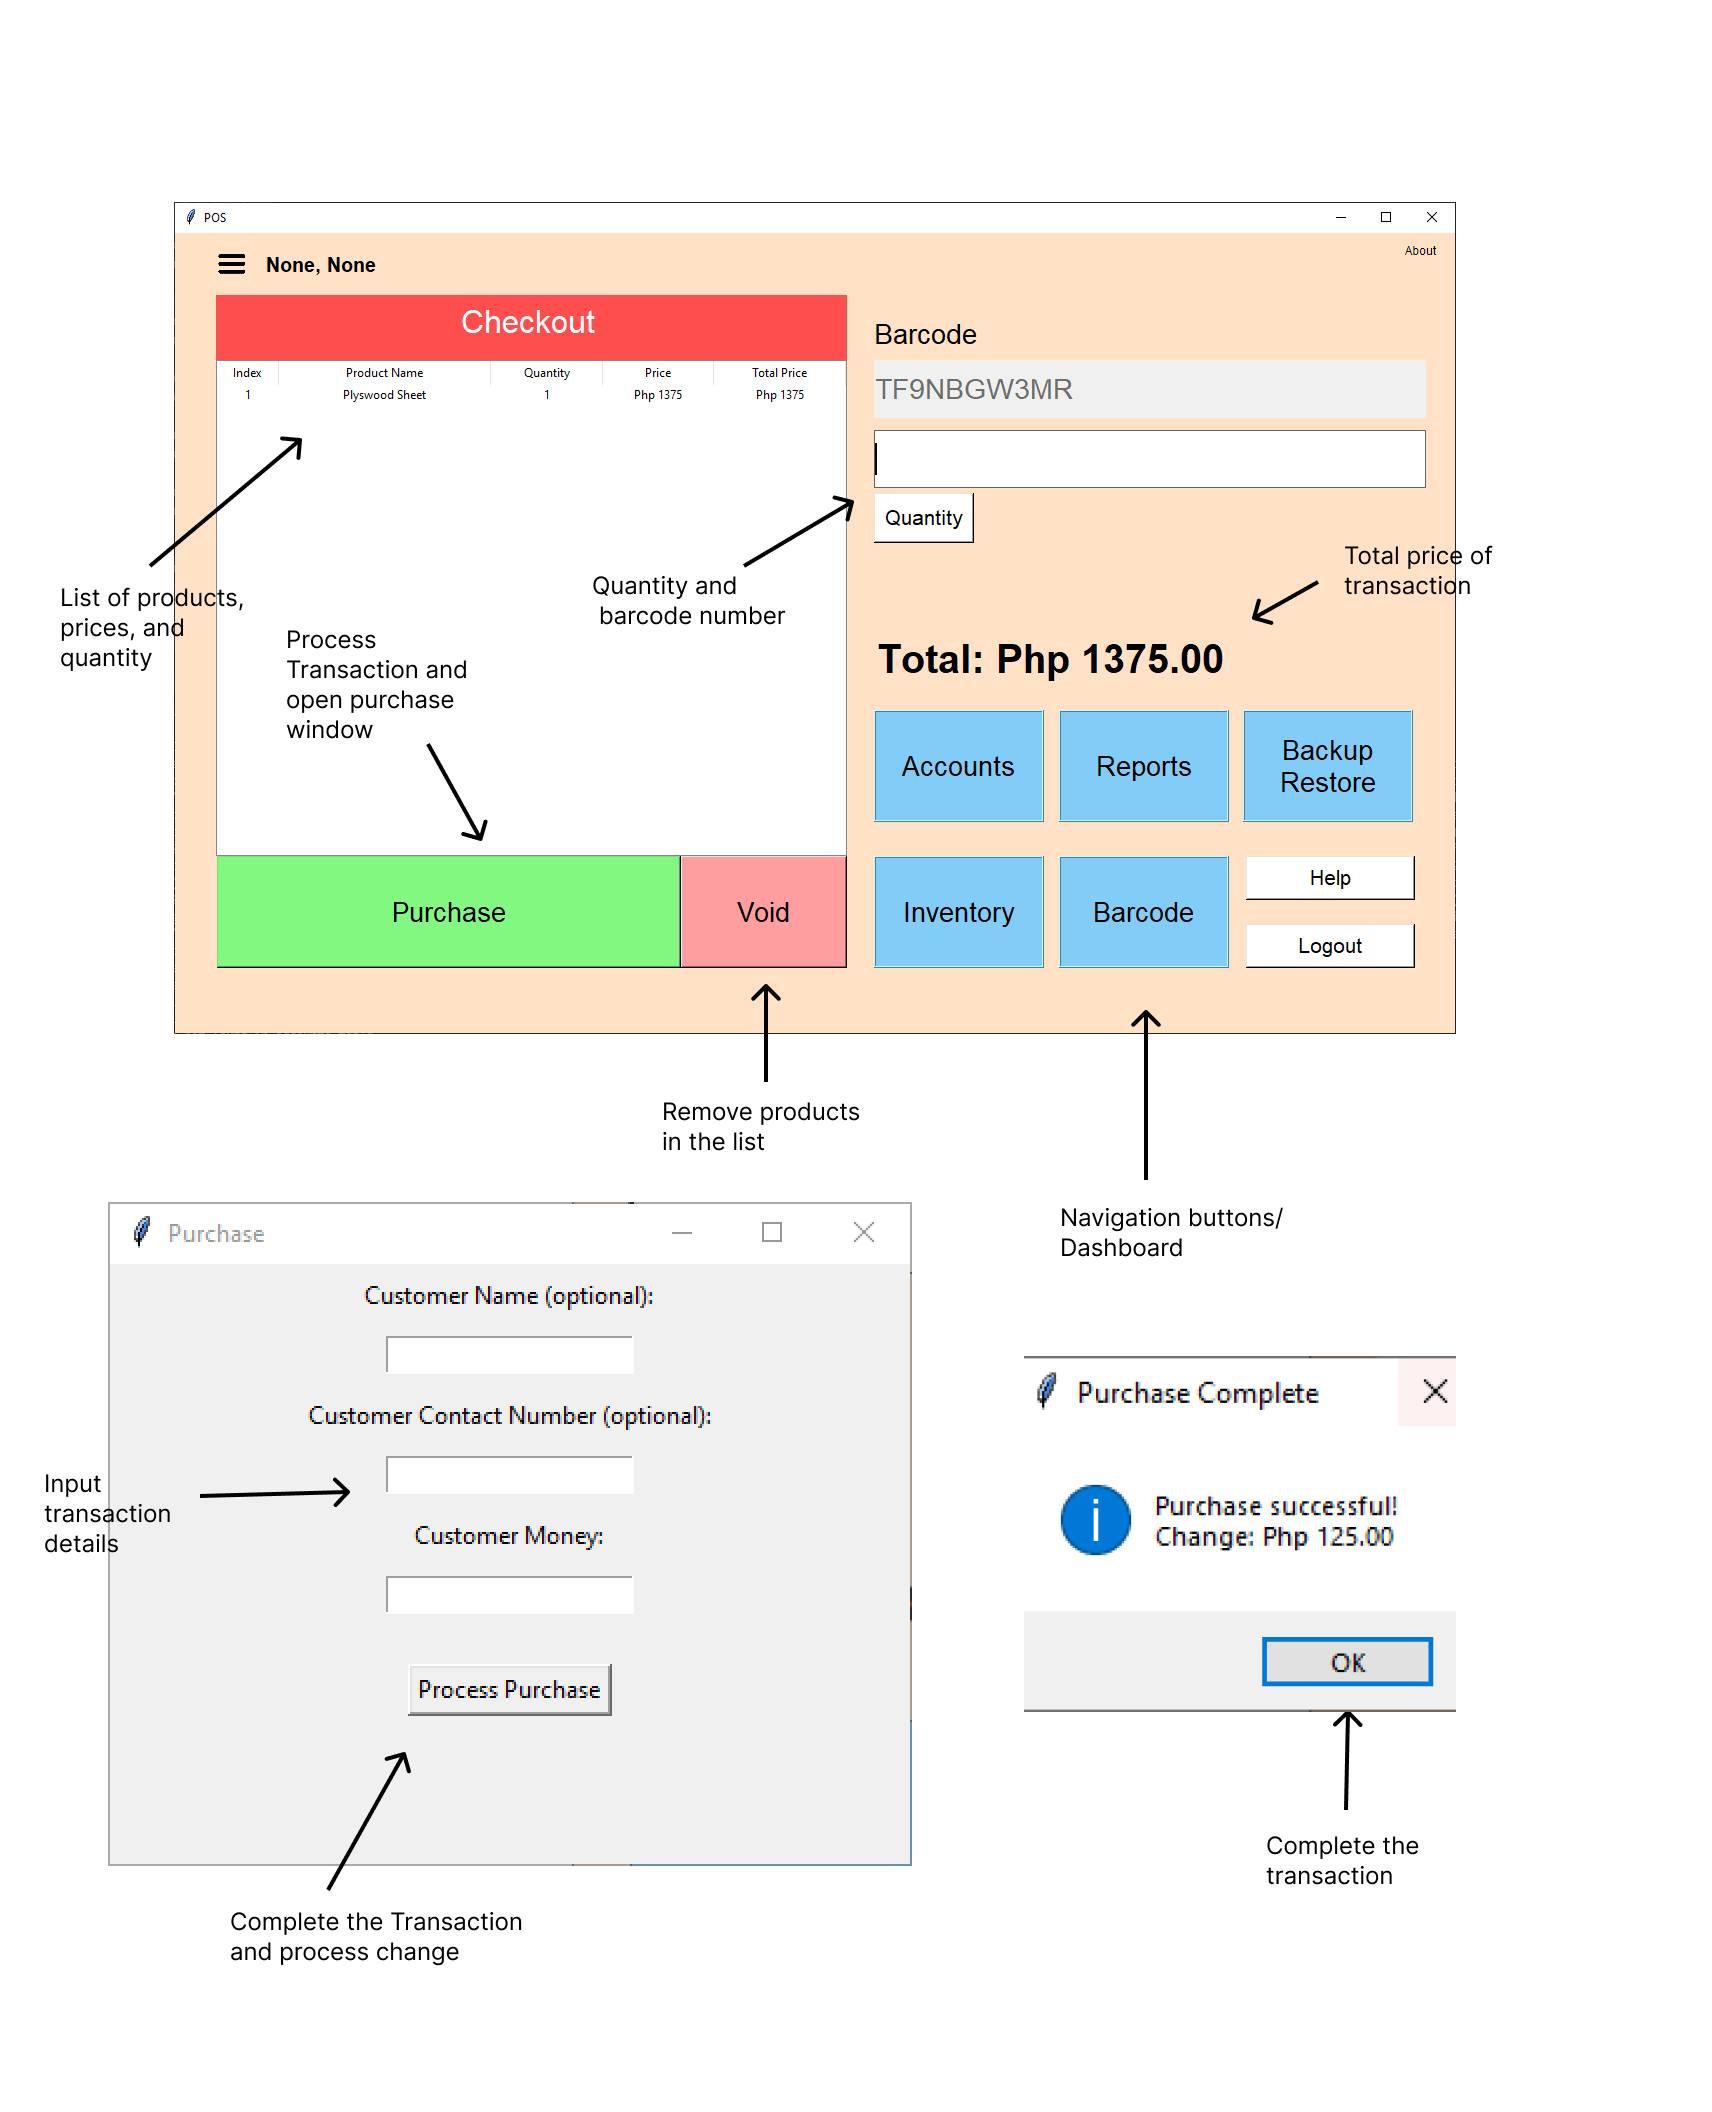 POS
About
None, None
Checkout
Index Product Name Quantity Price Total Price
1 Plyswood Sheet 1 Php 1375 Php 1375
Barcode
TF9NBGW3MR
Quantity
List of products,
prices, and
quantity
Quantity and
barcode number
Total price of
transaction
Process
Transaction and
open purchase
window
Total: Php 1375.00
Accounts
Reports
Backup
Restore
Purchase
Void
Inventory
Barcode
Help
Logout
Remove products
in the list
Navigation buttons/
Dashboard
Purchase
Customer Name (optional):
Customer Contact Number (optional):
Customer Money:
Process Purchase
Input
transaction
details
Complete the Transaction
and process change
Purchase Complete
Purchase successful!
Change: Php 125.00
OK
Complete the
transaction